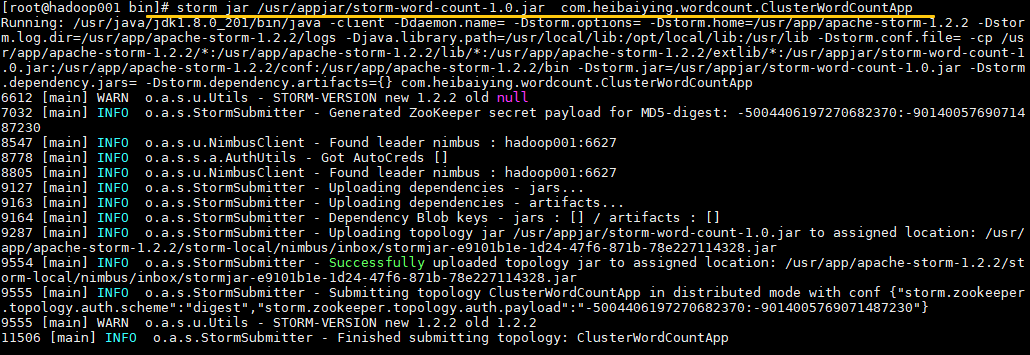 [root@hadoop001 bin]# storm jar /usr/appjar/storm-word-count-1.0.jar  com.heibaiying.wordcount.ClusterWordCountApp
Running: /usr/java/jdk1.8.0_201/bin/java -client -Ddaemon.name= -Dstorm.options= -Dstorm.home=/usr/app/apache-storm-1.2.2 -Dstor
m.log.dir=/usr/app/apache-storm-1.2.2/logs -Djava.library.path=/usr/local/lib:/opt/local/lib:/usr/lib -Dstorm.conf.file= -cp /us
r/app/apache-storm-1.2.2/*:/usr/app/apache-storm-1.2.2/lib/*:/usr/app/apache-storm-1.2.2/extlib/*:/usr/appjar/storm-word-count-1
.0.jar:/usr/app/apache-storm-1.2.2/conf:/usr/app/apache-storm-1.2.2/bin -Dstorm.jar=/usr/appjar/storm-word-count-1.0.jar -Dstorm
.dependency.jars= -Dstorm.dependency.artifacts={} com.heibaiying.wordcount.ClusterWordCountApp
6612 [main] WARN  o.a.s.u.Utils - STORM-VERSION new 1.2.2 old null
7032 [main] INFO  o.a.s.StormSubmitter - Generated ZooKeeper secret payload for MD5-digest: -5004406197270682370:-90140057690714
87230
8547 [main] INFO  o.a.s.u.NimbusClient - Found leader nimbus : hadoop001:6627
8778 [main] INFO  o.a.s.s.a.AuthUtils - Got AutoCreds []
8805 [main] INFO  o.a.s.u.NimbusClient - Found leader nimbus : hadoop001:6627
9127 [main] INFO  o.a.s.StormSubmitter - Uploading dependencies - jars...
9163 [main] INFO  o.a.s.StormSubmitter - Uploading dependencies - artifacts...
9164 [main] INFO  o.a.s.StormSubmitter - Dependency Blob keys - jars : [] / artifacts : []
9287 [main] INFO  o.a.s.StormSubmitter - Uploading topology jar /usr/appjar/storm-word-count-1.0.jar to assigned location: /usr/
app/apache-storm-1.2.2/storm-local/nimbus/inbox/stormjar-e9101b1e-1d24-47f6-871b-78e227114328.jar
9554 [main] INFO  o.a.s.StormSubmitter - Successfully uploaded topology jar to assigned location: /usr/app/apache-storm-1.2.2/st
orm-local/nimbus/inbox/stormjar-e9101b1e-1d24-47f6-871b-78e227114328.jar
9555 [main] INFO  o.a.s.StormSubmitter - Submitting topology ClusterWordCountApp in distributed mode with conf {"storm.zookeeper
.topology.auth.scheme":"digest","storm.zookeeper.topology.auth.payload":"-5004406197270682370:-9014005769071487230"}
9555 [main] WARN  o.a.s.u.Utils - STORM-VERSION new 1.2.2 old 1.2.2
11506 [main] INFO  o.a.s.StormSubmitter - Finished submitting topology: ClusterWordCountApp